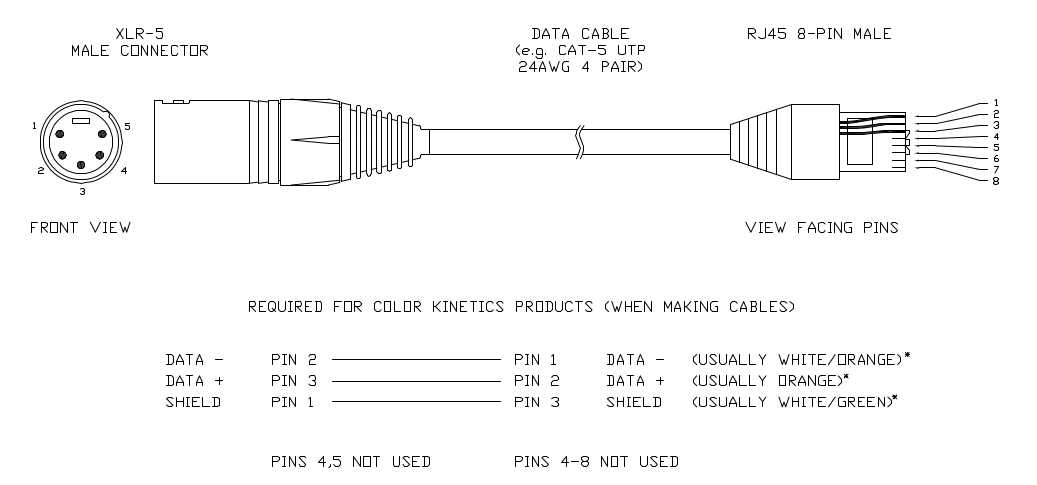 XLR-5
MALE CONNECTOR
DATA CABLE
(e.g. CAT-5 UTP
24AWG 4 PAIR)
RJ45 8-PIN MALE
1
5
2
4
3
1
2
3
4
5
6
7
8
FRONT VIEW
VIEW FACING PINS
REQUIRED FOR COLOR KINETICS PRODUCTS (WHEN MAKING CABLES)
DATA - PIN 2 PIN 1 DATA - (USUALLY WHITE/ORANGE)*
DATA + PIN 3 PIN 2 DATA + (USUALLY ORANGE)*
SHIELD PIN 1 PIN 3 SHIELD (USUALLY WHITE/GREEN)*
PINS 4,5 NOT USED PINS 4-8 NOT USED